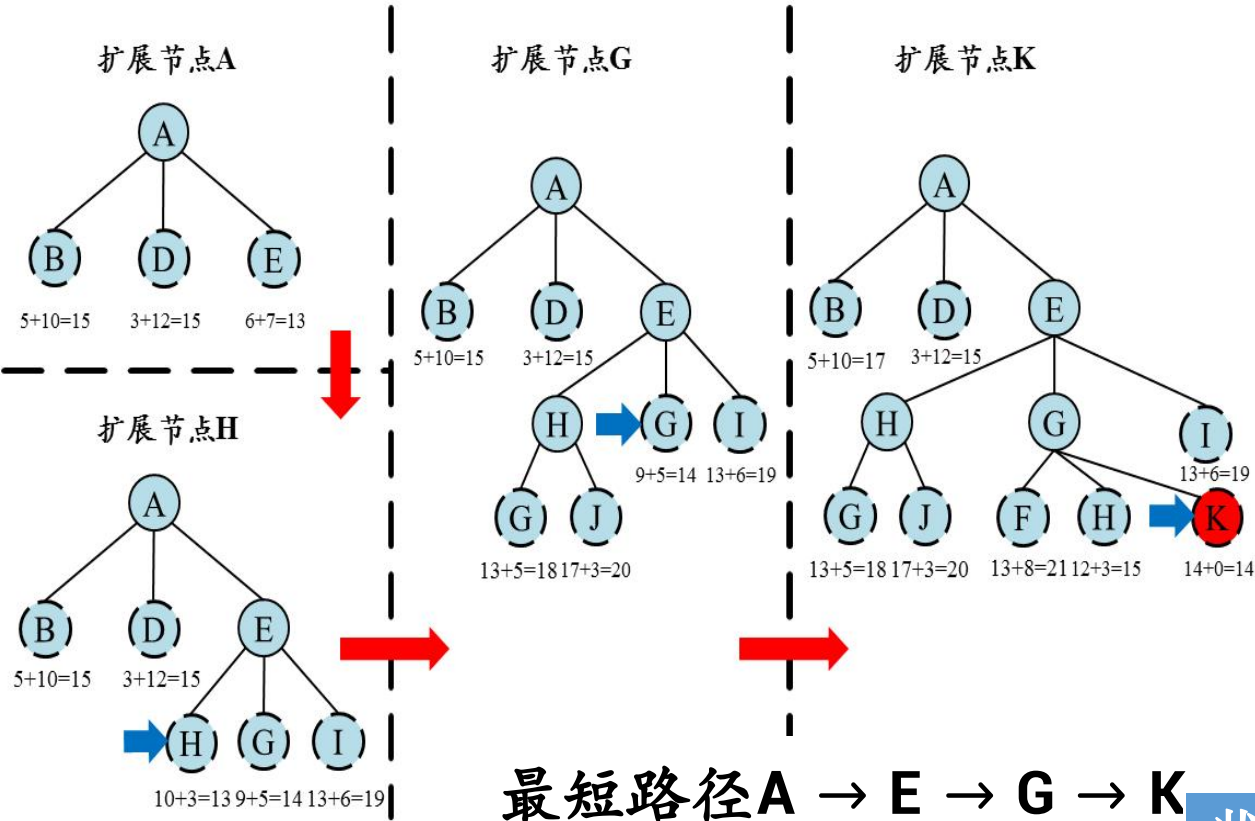 扩展节点A
A
B D E
5+10=15 3+12=15 6+7=13
扩展节点H
A
B D E
5+10=15 3+12=15
H G I
10+3=13 9+5=14 13+6=19
扩展节点G
A
B D E
5+10=15 3+12=15
H G I
9+5=14 13+6=19
G J
13+5=18 17+3=20
扩展节点K
A
B D E
5+10=17 3+12=15
H G I
13+6=19
G J F H K
13+5=18 17+3=20 13+8=21 12+3=15 14+0=14
最短路径A → E → G → K